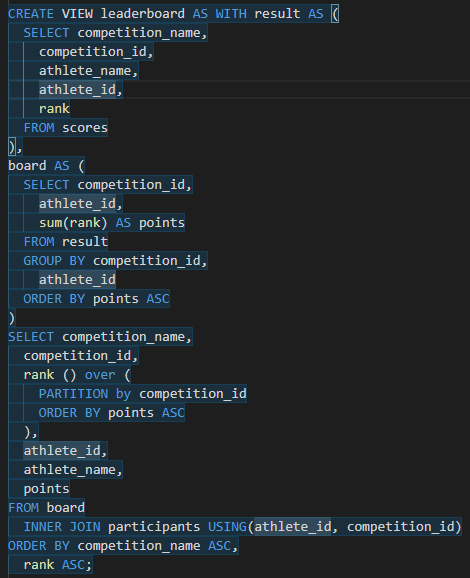 CREATE VIEW leaderboard AS WITH result AS (
SELECT competition_name,
competition_id,
athlete_name,
athlete_id,
rank
FROM scores
),
board AS (
SELECT competition_id,
athlete_id,
sum(rank) AS points
FROM result
GROUP BY competition_id,
athlete_id
ORDER BY points ASC
)
SELECT competition_name,
competition_id,
rank () over (
PARTITION by competition_id
ORDER BY points ASC
),
athlete_id,
athlete_name,
points
FROM board
INNER JOIN participants USING(athlete_id, competition_id)
ORDER BY competition_name ASC,
rank ASC;